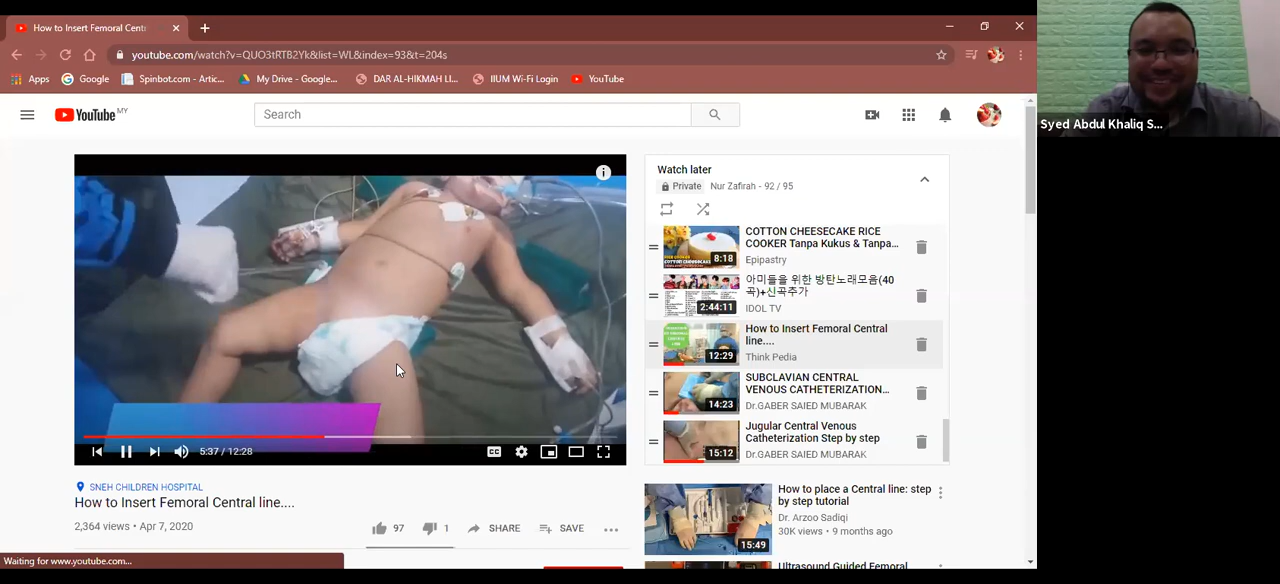 How to Insert Femoral Cent
youtube.com/watch?v=QUO3tRTB2Yk&list=WL&index=93&t=204s
Apps
Google
Spinbot.com - Artic...
My Drive - Google...
DAR AL-HIKMAH LI...
IIUM Wi-Fi Login
YouTube
YouTube MY
Search
Syed Abdul Khaliq S...
Watch later
Private Nur Zafirah - 92 / 95
COTTON CHEESECAKE RICE
COOKER Tanpa Kukus & Tanpa...
Epipastry
8:18
아미들을 위한 방탄노래모음(40
곡)+신곡추가
IDOL TV
2:44:11
How to Insert Femoral Central
line....
Think Pedia
12:29
SUBCLAVIAN CENTRAL
VENOUS CATHETERIZATION...
Dr.GABER SAIED MUBARAK
14:23
Jugular Central Venous
Catheterization Step by step
Dr.GABER SAIED MUBARAK
15:12
5:37 / 12:28
CC
SNEH CHILDREN HOSPITAL
How to Insert Femoral Central line....
2,364 views • Apr 7, 2020
97
1
SHARE
SAVE
How to place a Central line: step
by step tutorial
Dr. Arzoo Sadiqi
30K views • 9 months ago
15:49
Ultrasound Guided Femoral
Waiting for www.youtube.com...